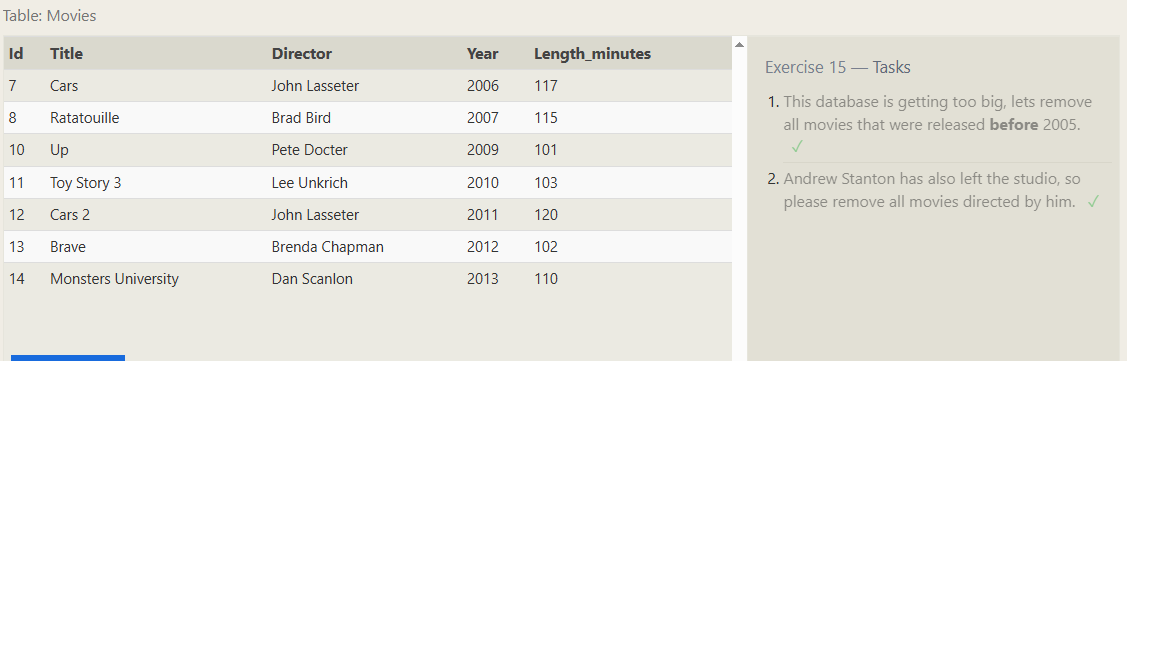 Table: Movies
Id Title Director Year Length_minutes
7 Cars John Lasseter 2006 117
8 Ratatouille Brad Bird 2007 115
10 Up Pete Docter 2009 101
11 Toy Story 3 Lee Unkrich 2010 103
12 Cars 2 John Lasseter 2011 120
13 Brave Brenda Chapman 2012 102
14 Monsters University Dan Scanlon 2013 110
Exercise 15 — Tasks
1. This database is getting too big, lets remove
all movies that were released before 2005.
✓
2. Andrew Stanton has also left the studio, so
please remove all movies directed by him. ✓